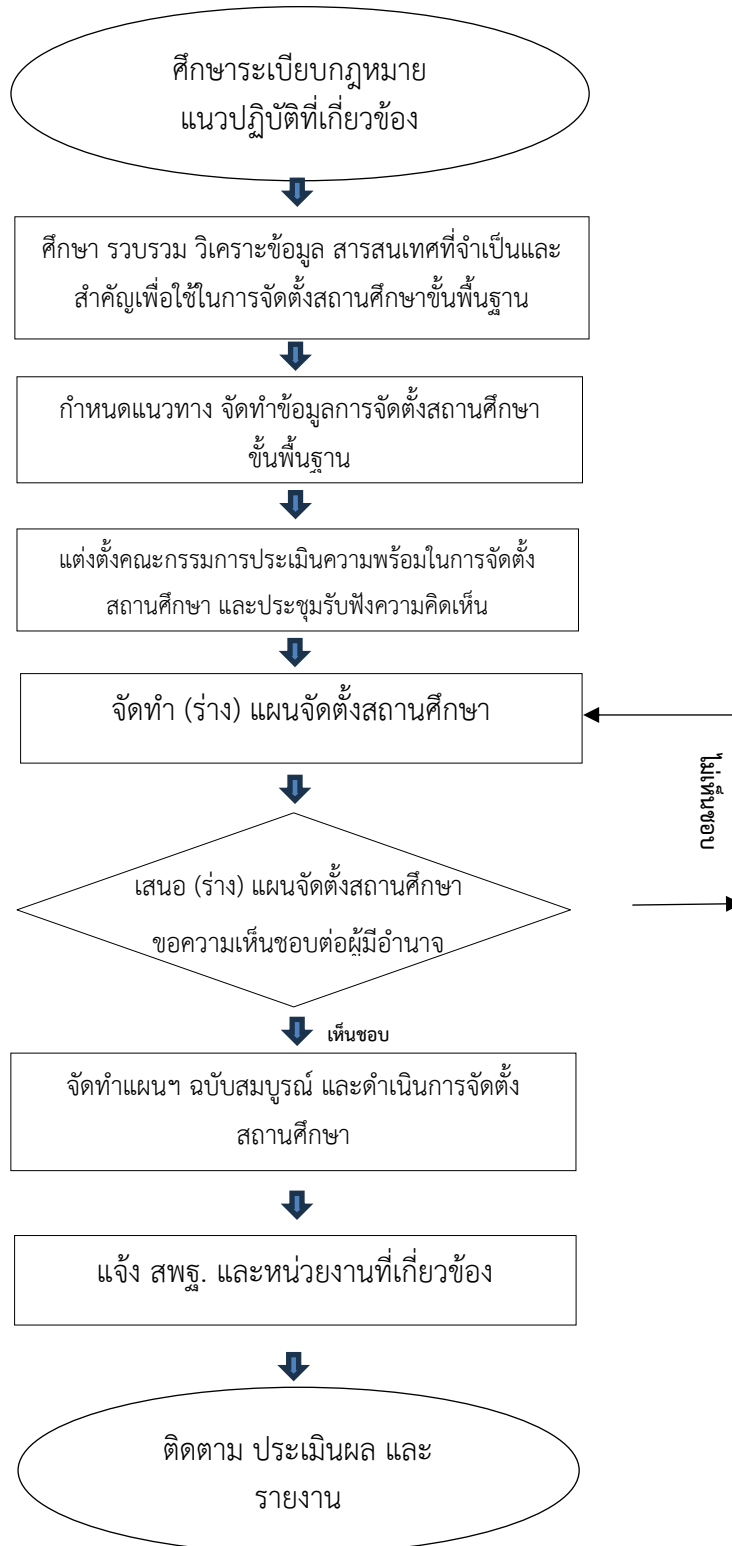 ศึกษาระเบียบกฎหมาย
แนวปฏิบัติที่เกี่ยวข้อง
ศึกษา รวบรวม วิเคราะข้อมูล สารสนเทศที่จำเป็นและ
สำคัญเพื่อใช้ในการจัดตั้งสถานศึกษาขั้นพื้นฐาน
กำหนดแนวทาง จัดทำข้อมูลการจัดตั้งสถานศึกษา
ขั้นพื้นฐาน
แต่งตั้งคณะกรรมการประเมินความพร้อมในการจัดตั้ง
สถานศึกษา และประชุมรับฟังความคิดเห็น
จัดทำ (ร่าง) แผนจัดตั้งสถานศึกษา
ไม่เห็นชอบ
เสนอ (ร่าง) แผนจัดตั้งสถานศึกษา
ขอความเห็นชอบต่อผู้มีอำนาจ
เห็นชอบ
จัดทำแผนฯ ฉบับสมบูรณ์ และดำเนินการจัดตั้ง
สถานศึกษา
แจ้ง สพฐ. และหน่วยงานที่เกี่ยวข้อง
ติดตาม ประเมินผล และ
รายงาน